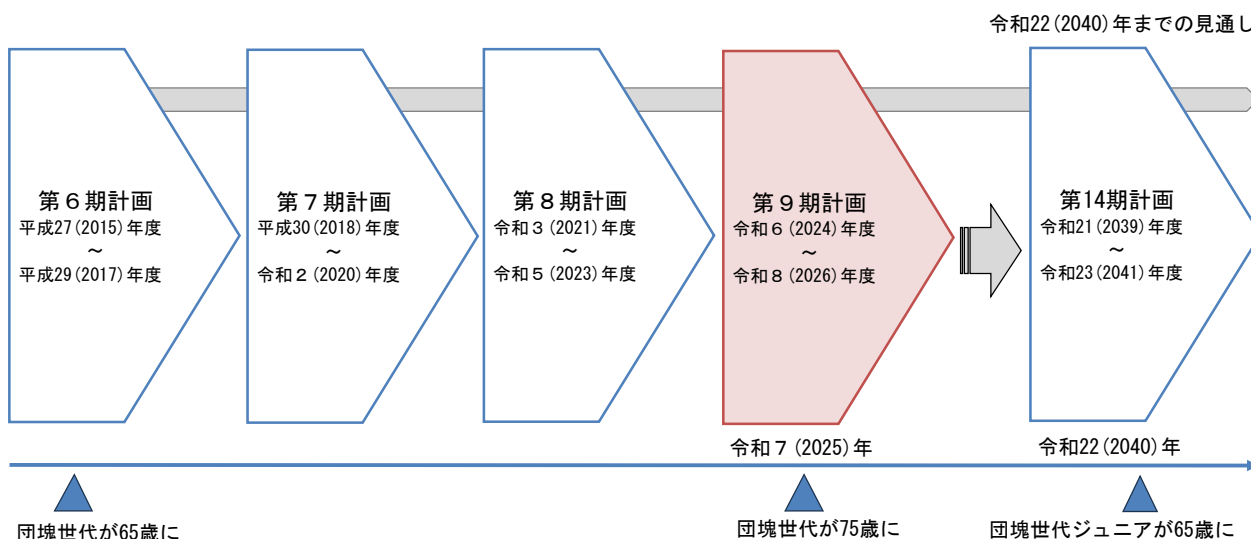 令和22(2040)年までの見通し
第６期計画
平成27(2015)年度
～
平成29(2017)年度
第７期計画
平成30(2018)年度
～
令和２(2020)年度
第８期計画
令和３(2021)年度
～
令和５(2023)年度
第９期計画
令和６(2024)年度
～
令和８(2026)年度
第14期計画
令和21(2039)年度
～
令和23(2041)年度
令和７(2025)年
令和22(2040)年
団塊世代が65歳に
団塊世代が75歳に
団塊世代ジュニアが65歳に